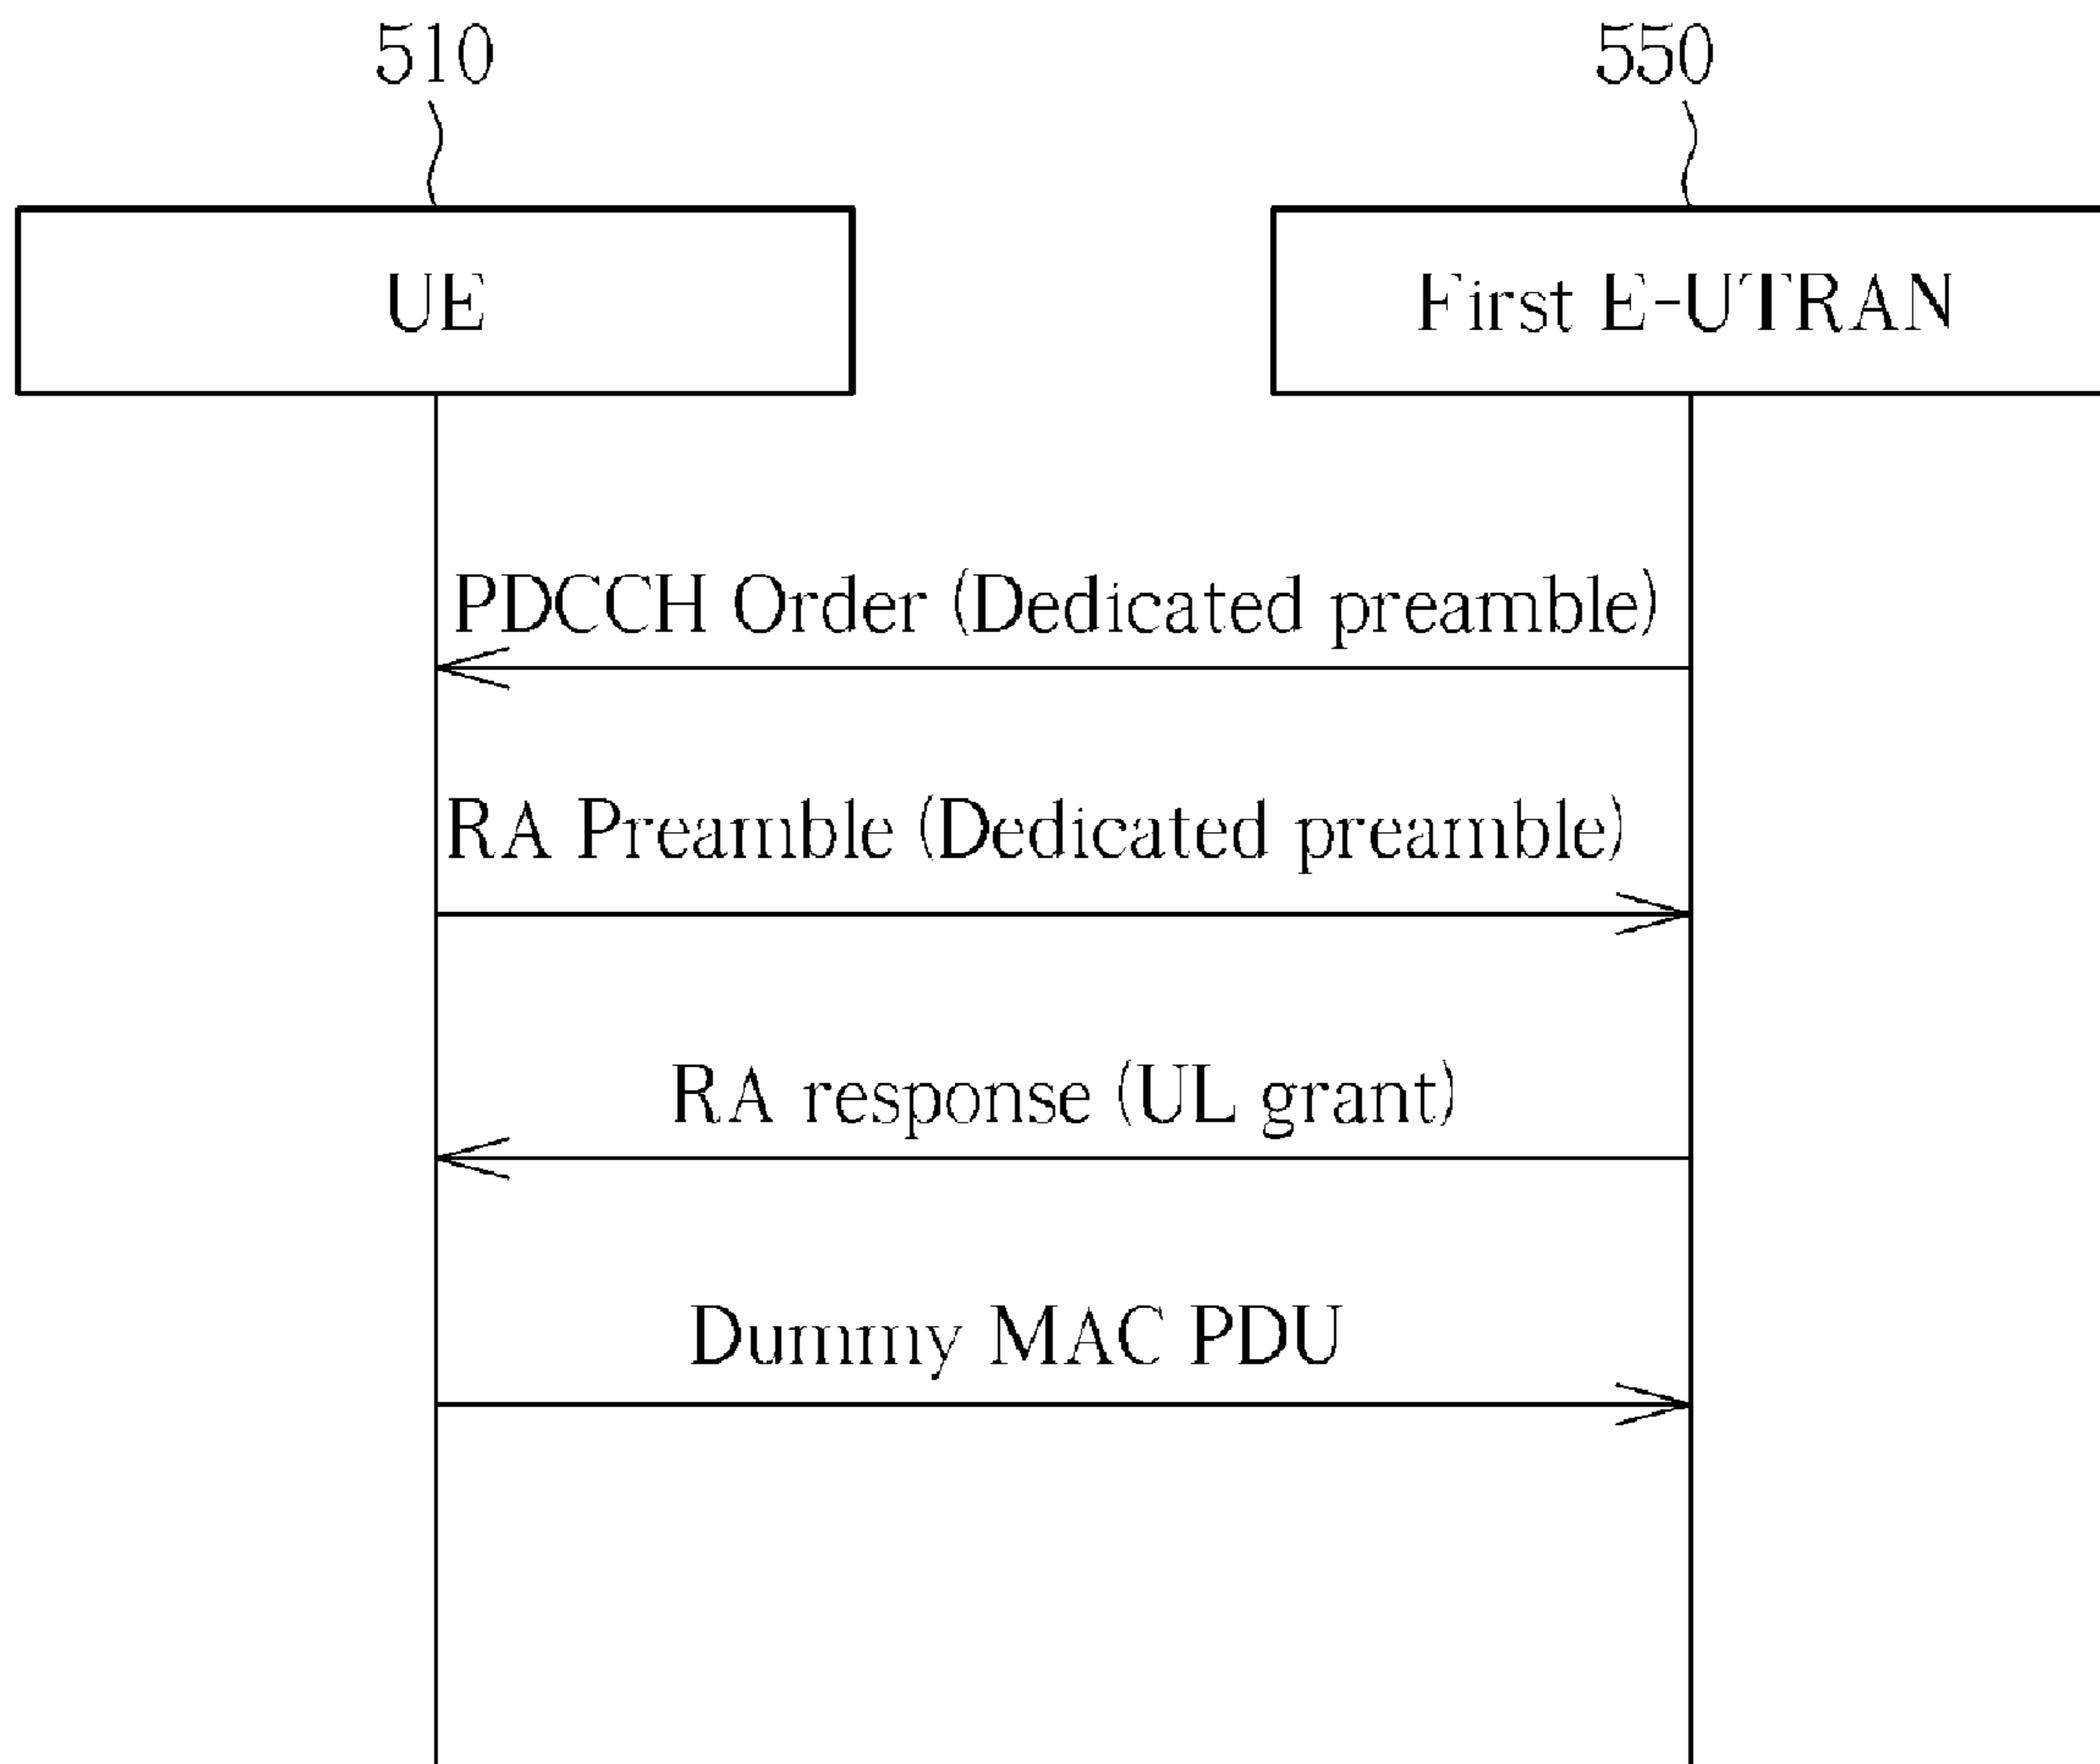 510
550
UE
First E-UTRAN
PDCCH Order (Dedicated preamble)
RA Preamble (Dedicated preamble)
RA response (UL grant)
Dummy MAC PDU